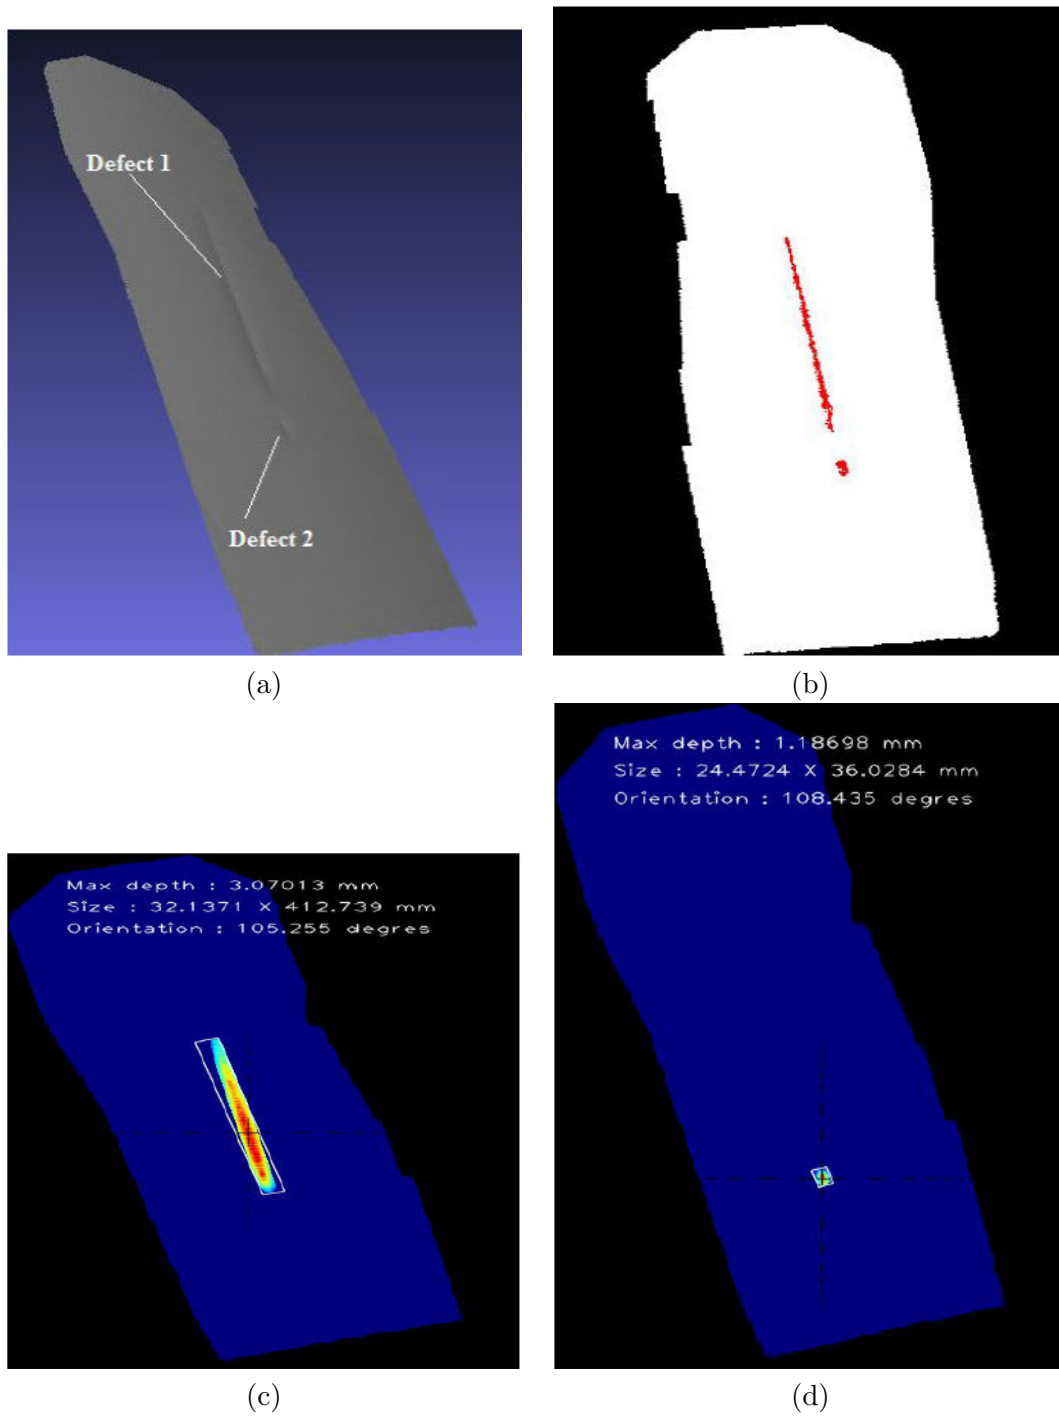 Defect 1
Defect 2
(a)
(b)
Max depth : 3.07013 mm
Size : 32.1371 X 412.739 mm
Orientation : 105.255 degres
(c)
Max depth : 1.18698 mm
Size : 24.4724 X 36.0284 mm
Orientation : 108.435 degres
(d)